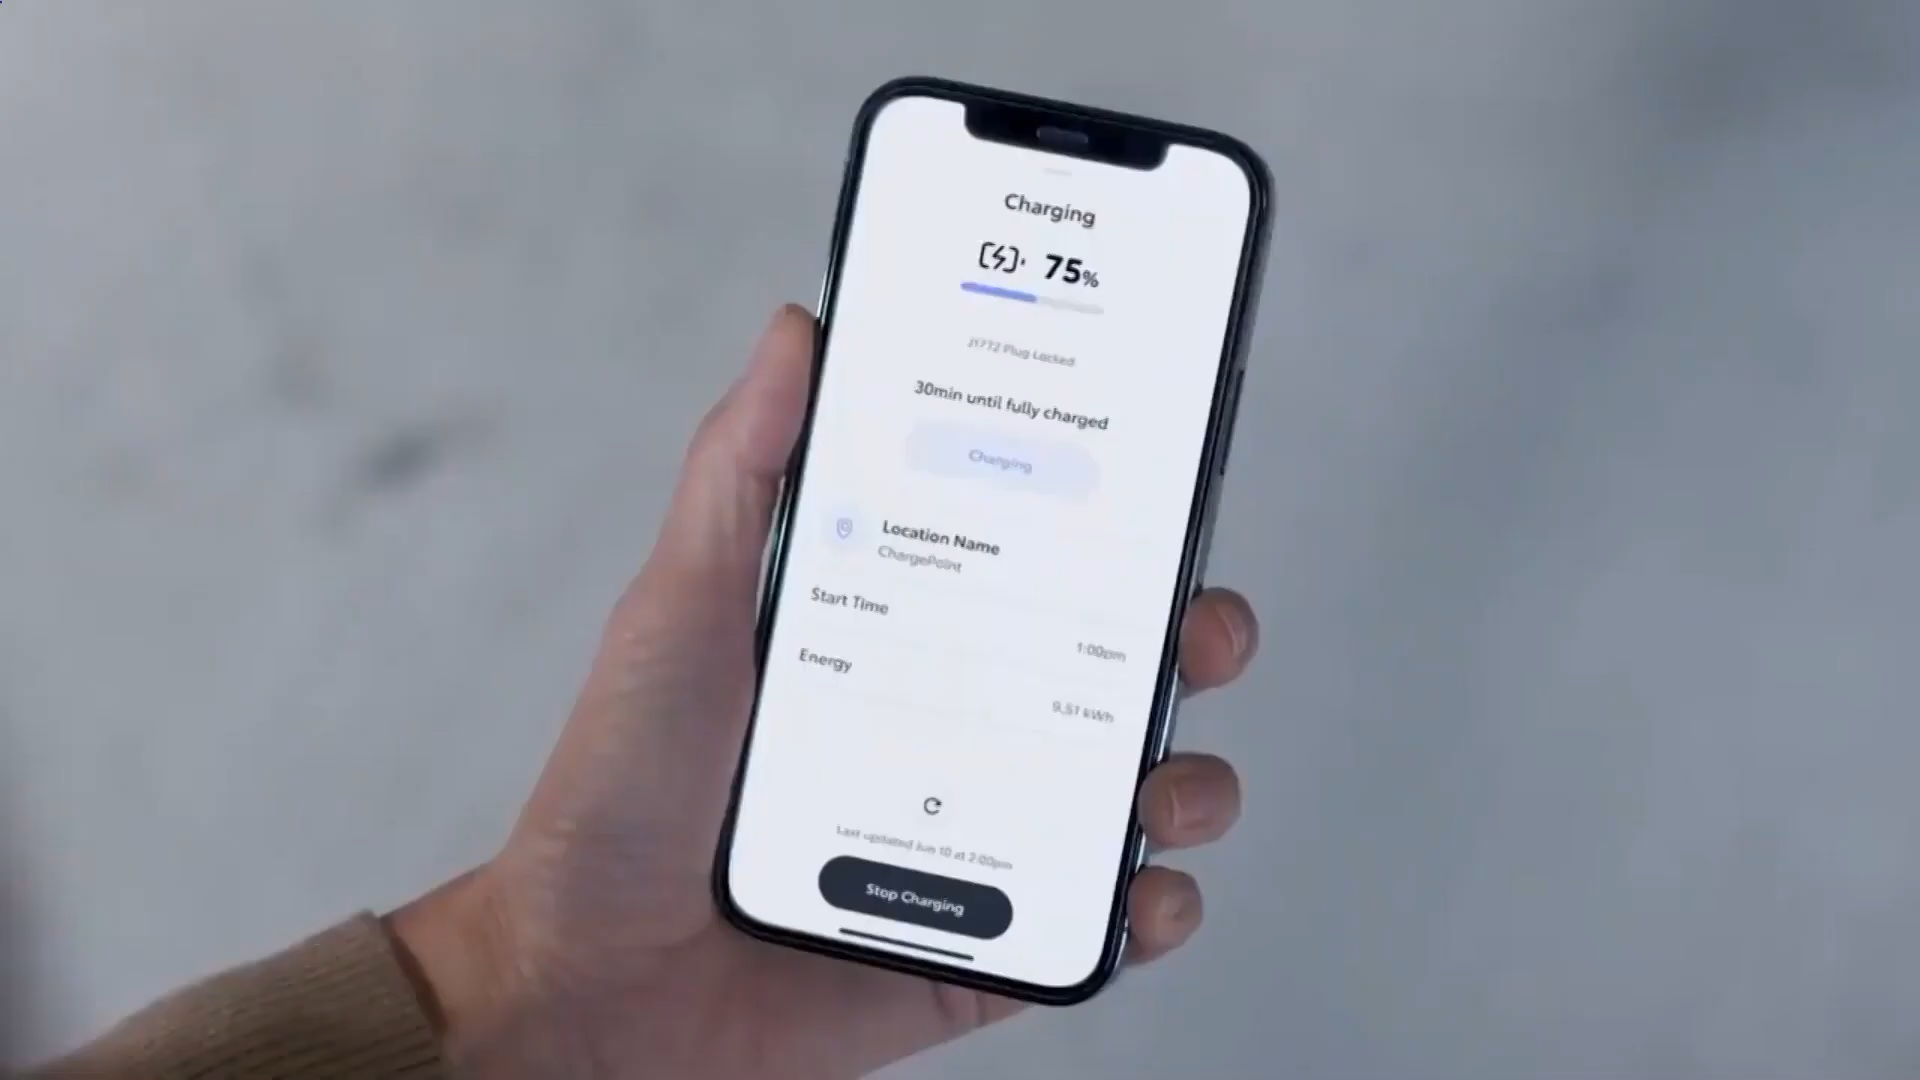 Charging
75%
J1772 Plug Locked
30min until fully charged
Charging
Location Name
ChargePoint
Start Time
1:00pm
Energy
9.51 kWh
Last updated Jun 10 at 2:00pm
Stop Charging